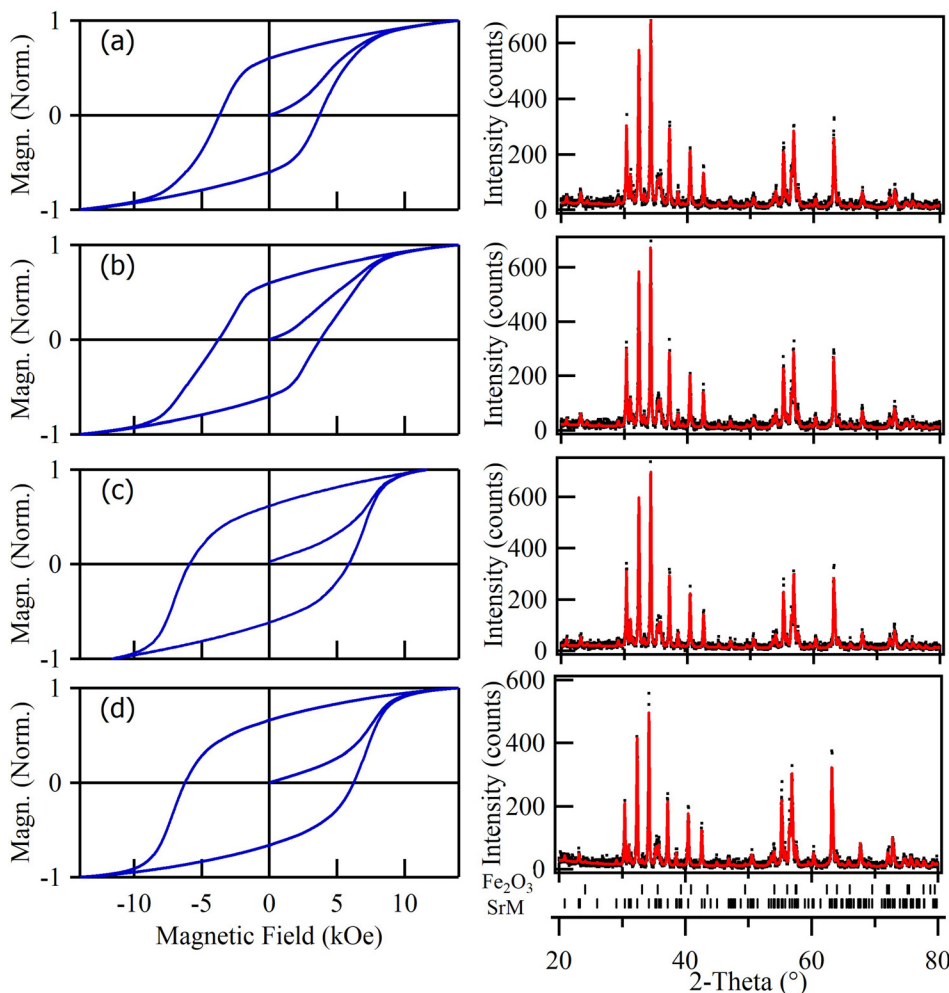 (a)
Magn. (Norm.)
1
0
-1
(b)
Magn. (Norm.)
1
0
-1
(c)
Magn. (Norm.)
1
0
-1
(d)
Magn. (Norm.)
1
0
-1
-10 -5 0 5 10
Magnetic Field (kOe)
Intensity (counts)
600
400
200
0
Intensity (counts)
600
400
200
0
Intensity (counts)
600
400
200
0
Intensity (counts)
600
400
200
0
Fe₂O₃
SrM
20 40 60 80
2-Theta (°)